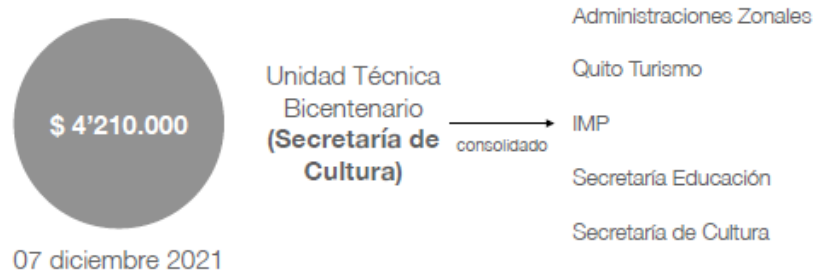 $ 4'210.000
07 diciembre 2021
Unidad Técnica
Bicentenario
(Secretaría de
Cultura)
consolidado
Administraciones Zonales
Quito Turismo
IMP
Secretaría Educación
Secretaría de Cultura